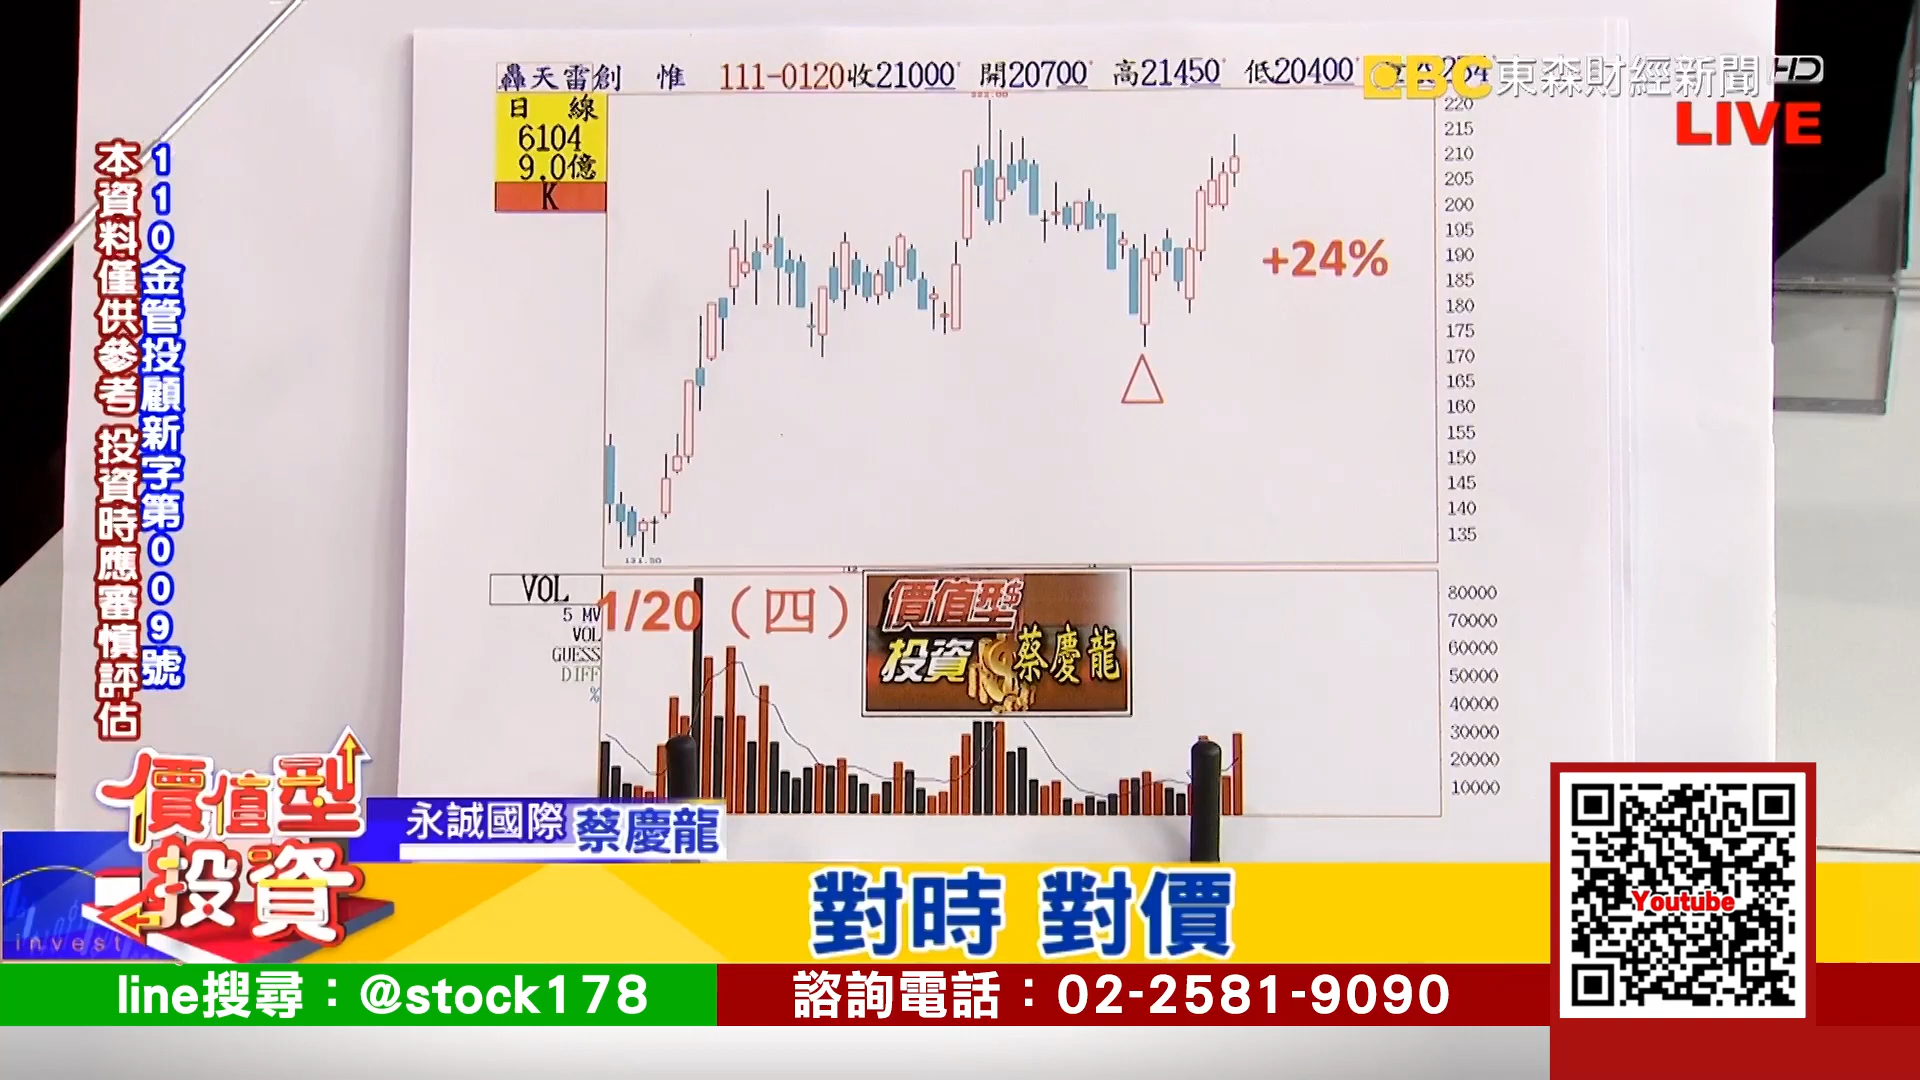 轟天雷創 惟 111-0120收21000 開20700 高21450 低20400
EBC東森財經新聞HD
LIVE
日 線
6104
9.0億
K
222.00
220
215
210
205
200
195
190
185
180
175
170
165
160
155
150
145
140
135
+24%
131.50
12
VOL
5 MV
VOL
GUESS
DIFF
%
1/20（四）
價值型
投資
蔡慶龍
80000
70000
60000
50000
40000
30000
20000
10000
110金管投顧新字第009號
本資料僅供參考 投資時應審慎評估
價值型
投資
invest
永誠國際 蔡慶龍
對時 對價
Youtube
line搜尋：@stock178
諮詢電話：02-2581-9090